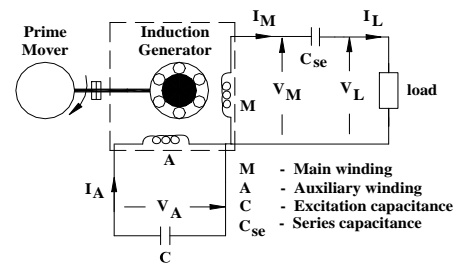 Prime
Mover
Induction
Generator
I_M
I_L
C_se
V_M
V_L
load
M
A
I_A
V_A
C
M - Main winding
A - Auxiliary winding
C - Excitation capacitance
C_se - Series capacitance